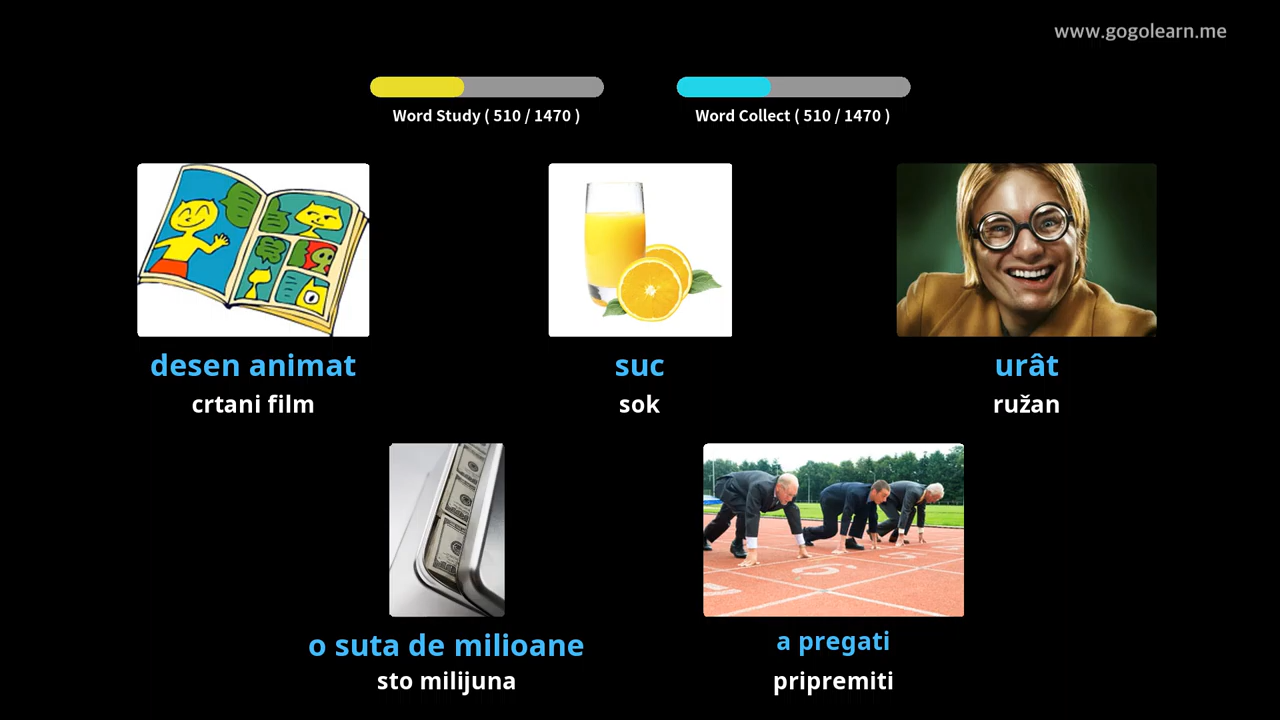 www.gogolearn.me
Word Study ( 510 / 1470 )
Word Collect ( 510 / 1470 )
desen animat
crtani film
suc
sok
urât
ružan
o suta de milioane
sto milijuna
a pregati
pripremiti